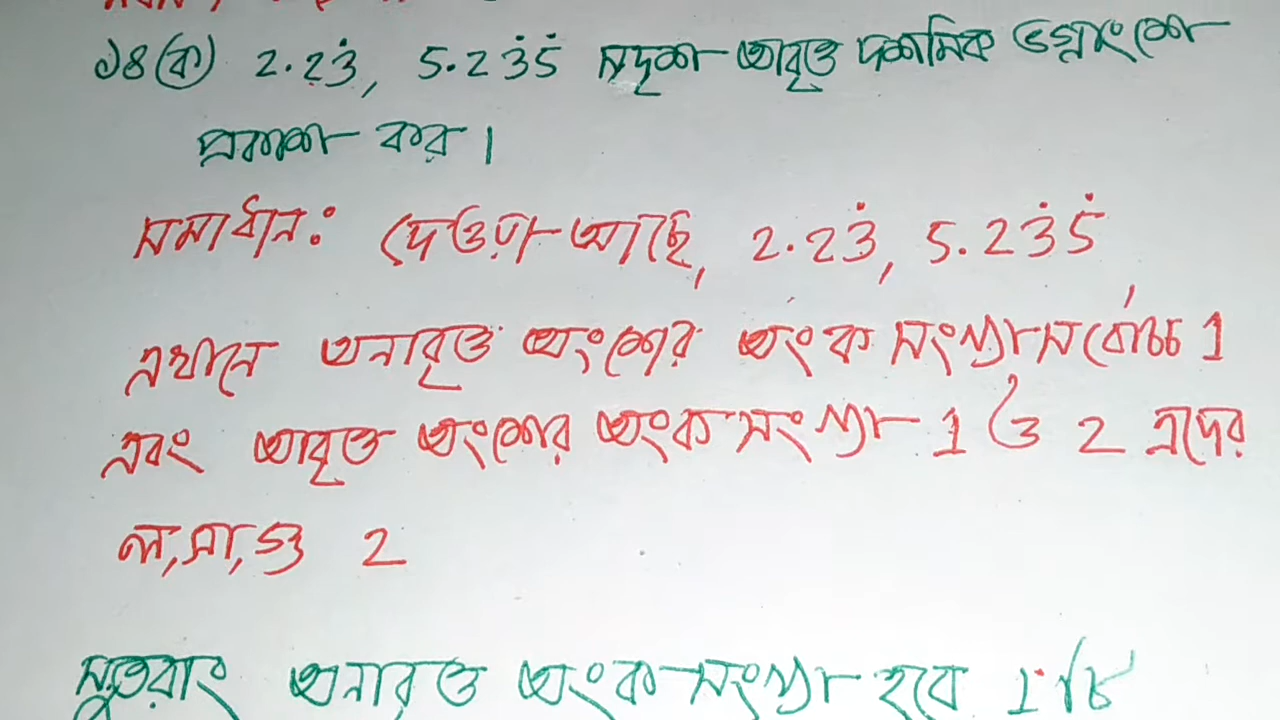 ১৪(ক) 2.23̇, 5.23̇5̇ সদৃশ আবৃত্ত দশমিক ভগ্নাংশে
প্রকাশ কর।
সমাধান: দেওয়া আছে, 2.23̇, 5.23̇5̇
এখানে অনাবৃত্ত অংশের অংক সংখ্যা সর্বোচ্চ 1
এবং আবৃত্ত অংশের অংক সংখ্যা 1 ও 2 এদের
ল,সা,গু 2
সুতরাং অনাবৃত্ত অংক সংখ্যা হবে 1টি